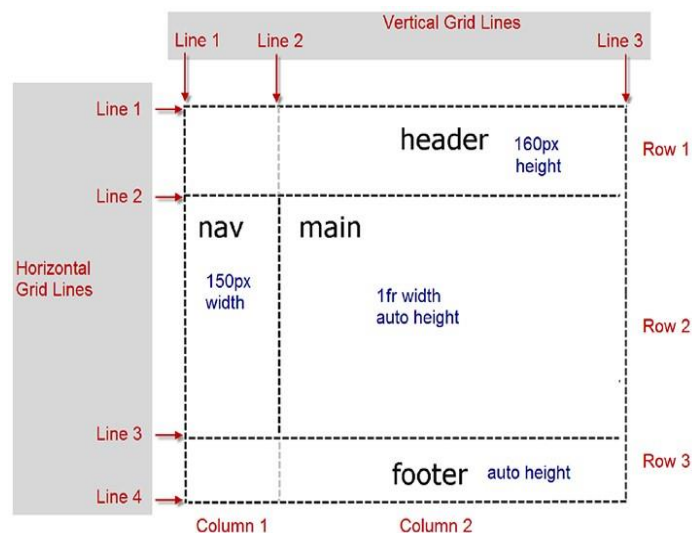 Vertical Grid Lines
Line 1
Line 2
Line 3
Line 1
header
160px
height
Row 1
Line 2
nav
main
Horizontal
Grid Lines
150px
width
1fr width
auto height
Row 2
Line 3
footer
auto height
Row 3
Line 4
Column 1
Column 2